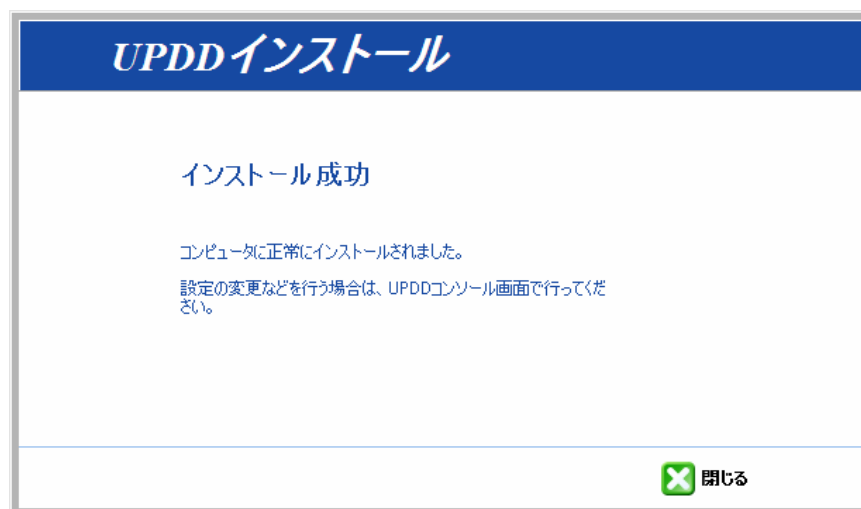 UPDDインストール
インストール成功
コンピュータに正常にインストールされました。
設定の変更などを行う場合は、UPDDコンソール画面で行ってくだ
さい。
閉じる